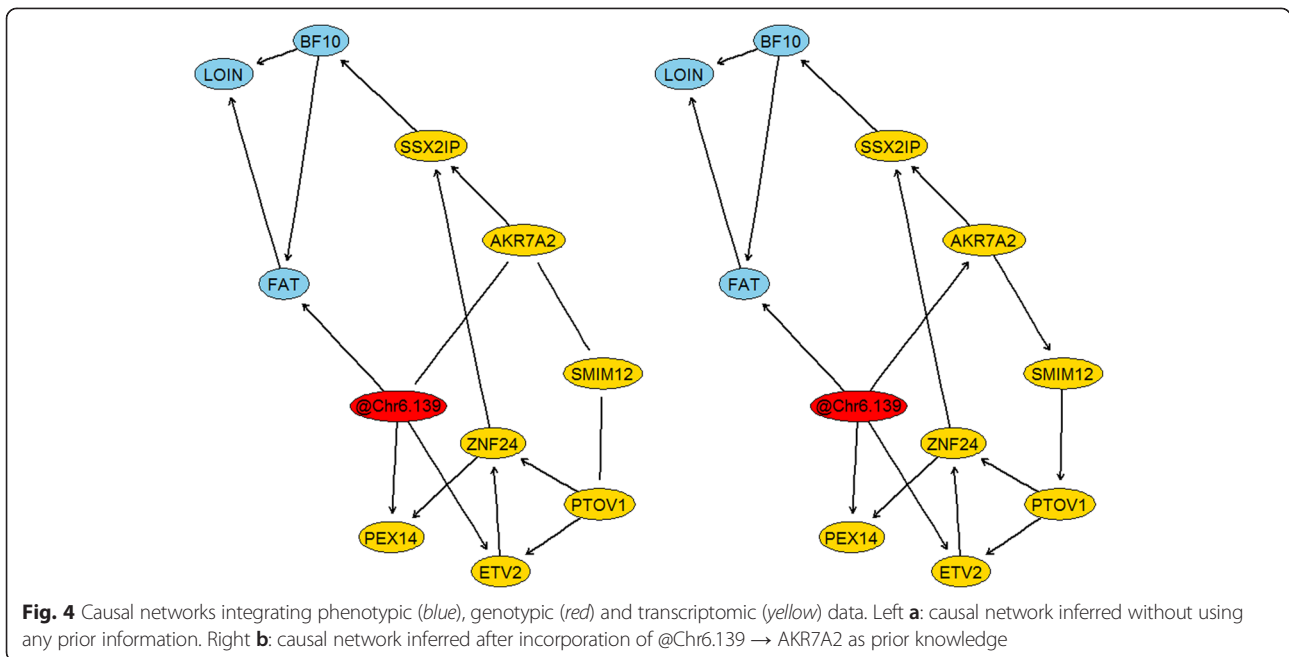 BF10 BF10
LOIN LOIN
SSX2IP SSX2IP
AKR7A2 AKR7A2
FAT FAT
SMIM12 SMIM12
@Chr6.139 @Chr6.139
ZNF24 ZNF24
PTOV1 PTOV1
PEX14 PEX14
ETV2 ETV2
Fig. 4 Causal networks integrating phenotypic (blue), genotypic (red) and transcriptomic (yellow) data. Left a: causal network inferred without using
any prior information. Right b: causal network inferred after incorporation of @Chr6.139 → AKR7A2 as prior knowledge